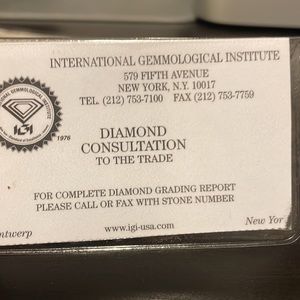 INTERNATIONAL GEMMOLOGICAL INSTITUTE
579 FIFTH AVENUE
NEW YORK, N.Y. 10017
TEL. (212) 753-7100 FAX (212) 753-7759
GEMMOLOGICAL INSTITUTE
IGI
1976
DIAMOND
CONSULTATION
TO THE TRADE
FOR COMPLETE DIAMOND GRADING REPORT
PLEASE CALL OR FAX WITH STONE NUMBER
ntwerp
www.igi-usa.com
New Yor